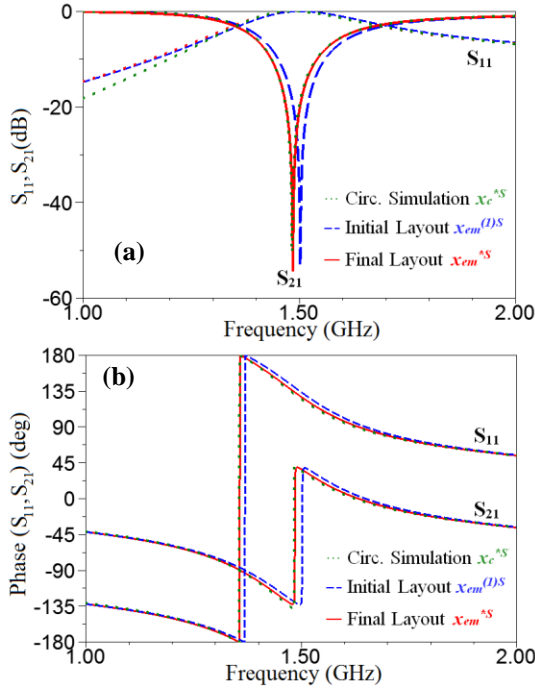 0
-20
-40
-60
S11, S21(dB)
S11
Circ. Simulation xc*S
Initial Layout xem(1)S
Final Layout xem*S
(a)
S21
1.00
1.50
2.00
Frequency (GHz)
180
135
90
45
0
-45
-90
-135
-180
Phase (S11, S21) (deg)
(b)
S11
S21
Circ. Simulation xc*S
Initial Layout xem(1)S
Final Layout xem*S
1.00
1.50
2.00
Frequency (GHz)